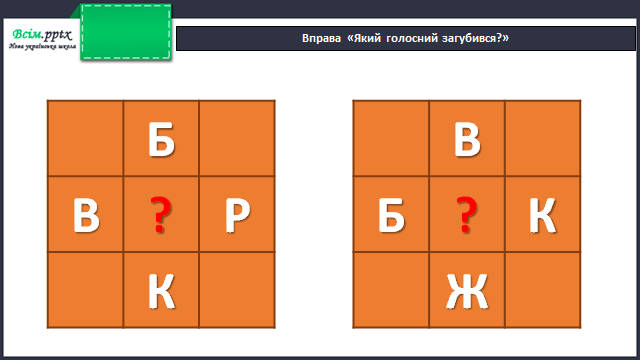 Всім.pptx
Нова українська школа
Вправа «Який голосний загубився?»
Б
В ? Р
К
В
Б ? К
Ж